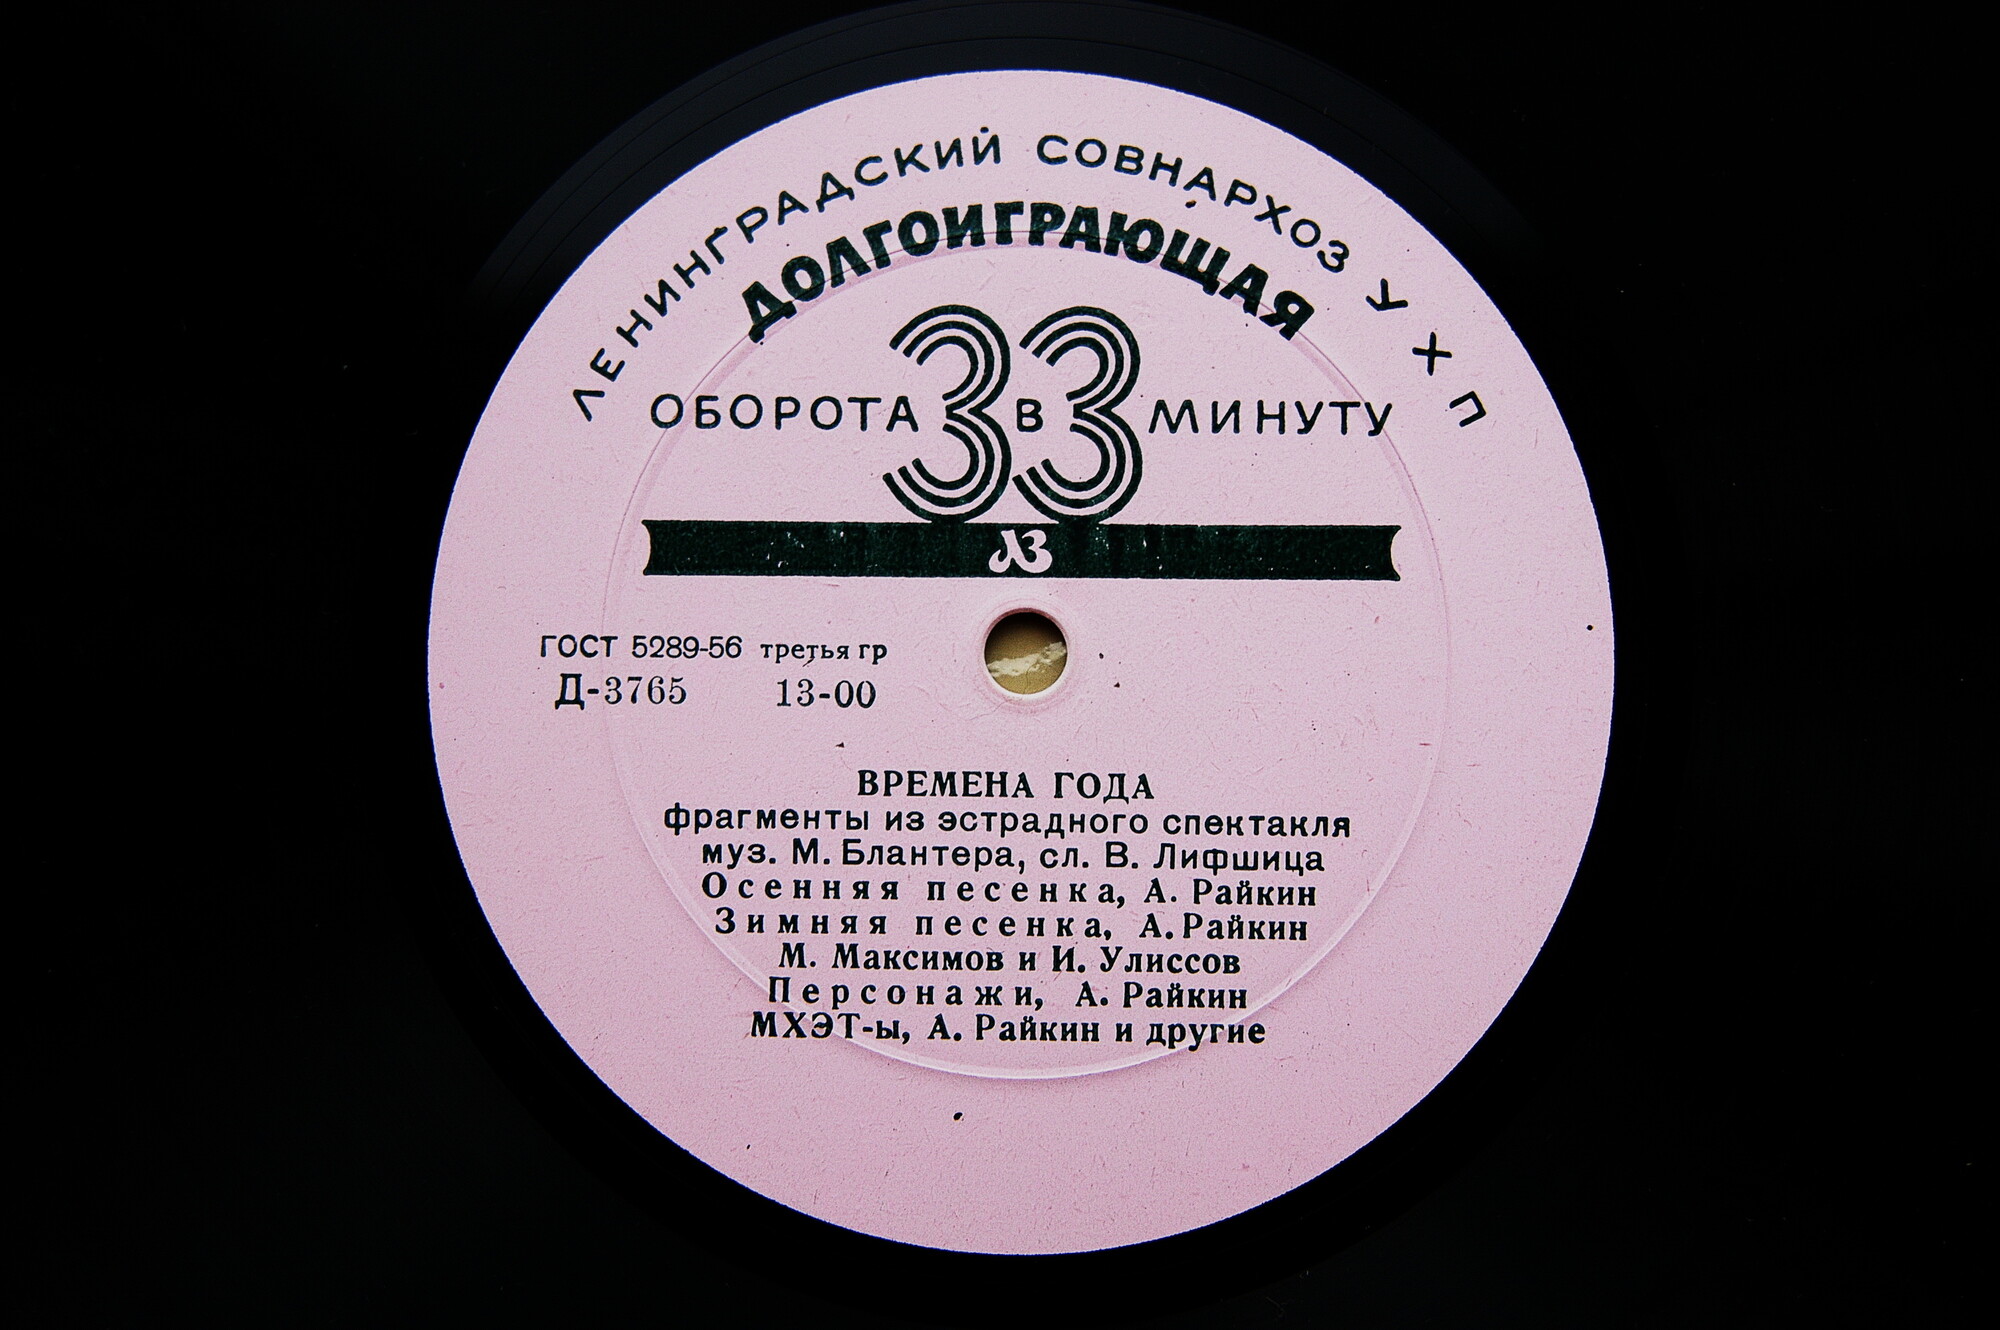 ЛЕНИНГРАДСКИЙ СОВНАРХОЗ УХП
ДОЛГОИГРАЮЩАЯ
33
ОБОРОТА В МИНУТУ
ЛЗ
ГОСТ 5289-56 третья гр
Д-3765 13-00
ВРЕМЕНА ГОДА
фрагменты из эстрадного спектакля
муз. М. Блантера, сл. В. Лифшица
Осенняя песенка, А. Райкин
Зимняя песенка, А. Райкин
М. Максимов и И. Улиссов
Персонажи, А. Райкин
МХЭТ-ы, А. Райкин и другие